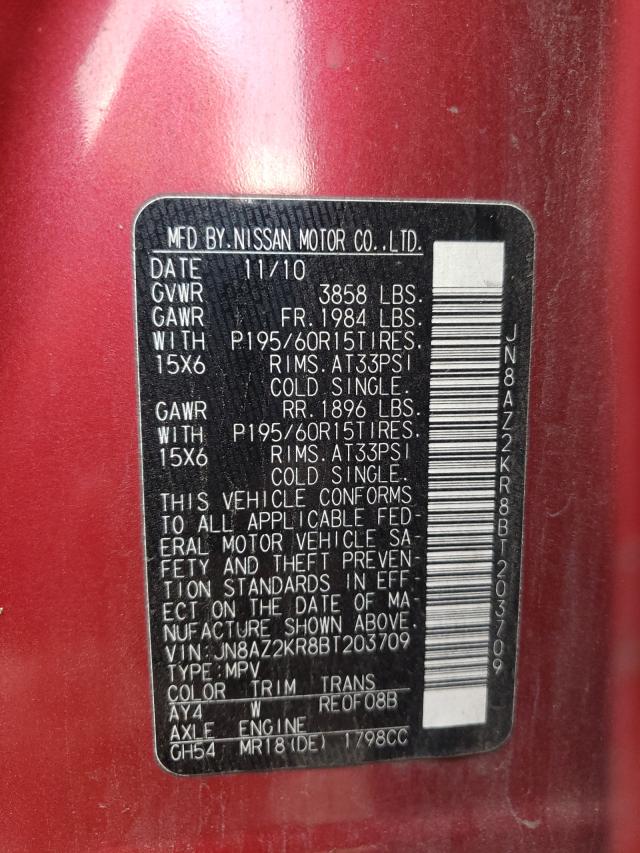 MFD BY.NISSAN MOTOR CO.,LTD.
DATE 11/10
GVWR 3858 LBS.
GAWR FR.1984 LBS.
WITH P195/60R15TIRES.
15X6 RIMS.AT33PSI
COLD SINGLE.
GAWR RR.1896 LBS.
WITH P195/60R15TIRES.
15X6 RIMS.AT33PSI
COLD SINGLE.
THIS VEHICLE CONFORMS
TO ALL APPLICABLE FED
ERAL MOTOR VEHICLE SA-
FETY AND THEFT PREVEN-
TION STANDARDS IN EFF-
ECT ON THE DATE OF MA-
NUFACTURE SHOWN ABOVE.
VIN:JN8AZ2KR8BT203709
TYPE:MPV
COLOR TRIM TRANS
AY4 W RE0F08B
AXLE ENGINE
GH54 MR18(DE) 1798CC
JN8AZ2KR8BT203709